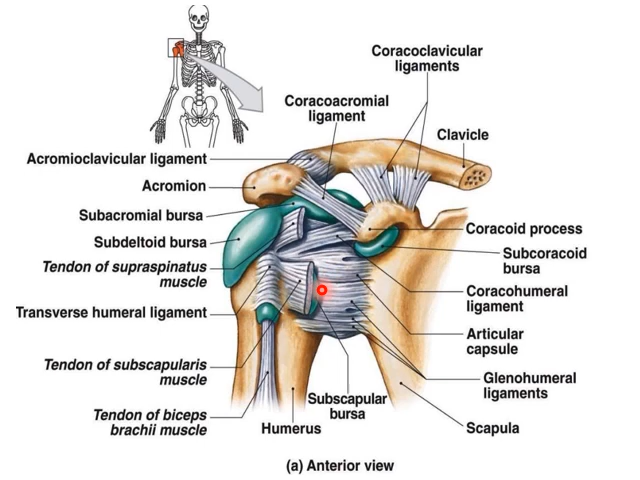 Coracoclavicular
ligaments
Coracoacromial
ligament
Clavicle
Acromioclavicular ligament
Acromion
Subacromial bursa
Subdeltoid bursa
Tendon of supraspinatus
muscle
Transverse humeral ligament
Tendon of subscapularis
muscle
Tendon of biceps
brachii muscle
Humerus
Subscapular
bursa
Coracoid process
Subcoracoid
bursa
Coracohumeral
ligament
Articular
capsule
Glenohumeral
ligaments
Scapula
(a) Anterior view